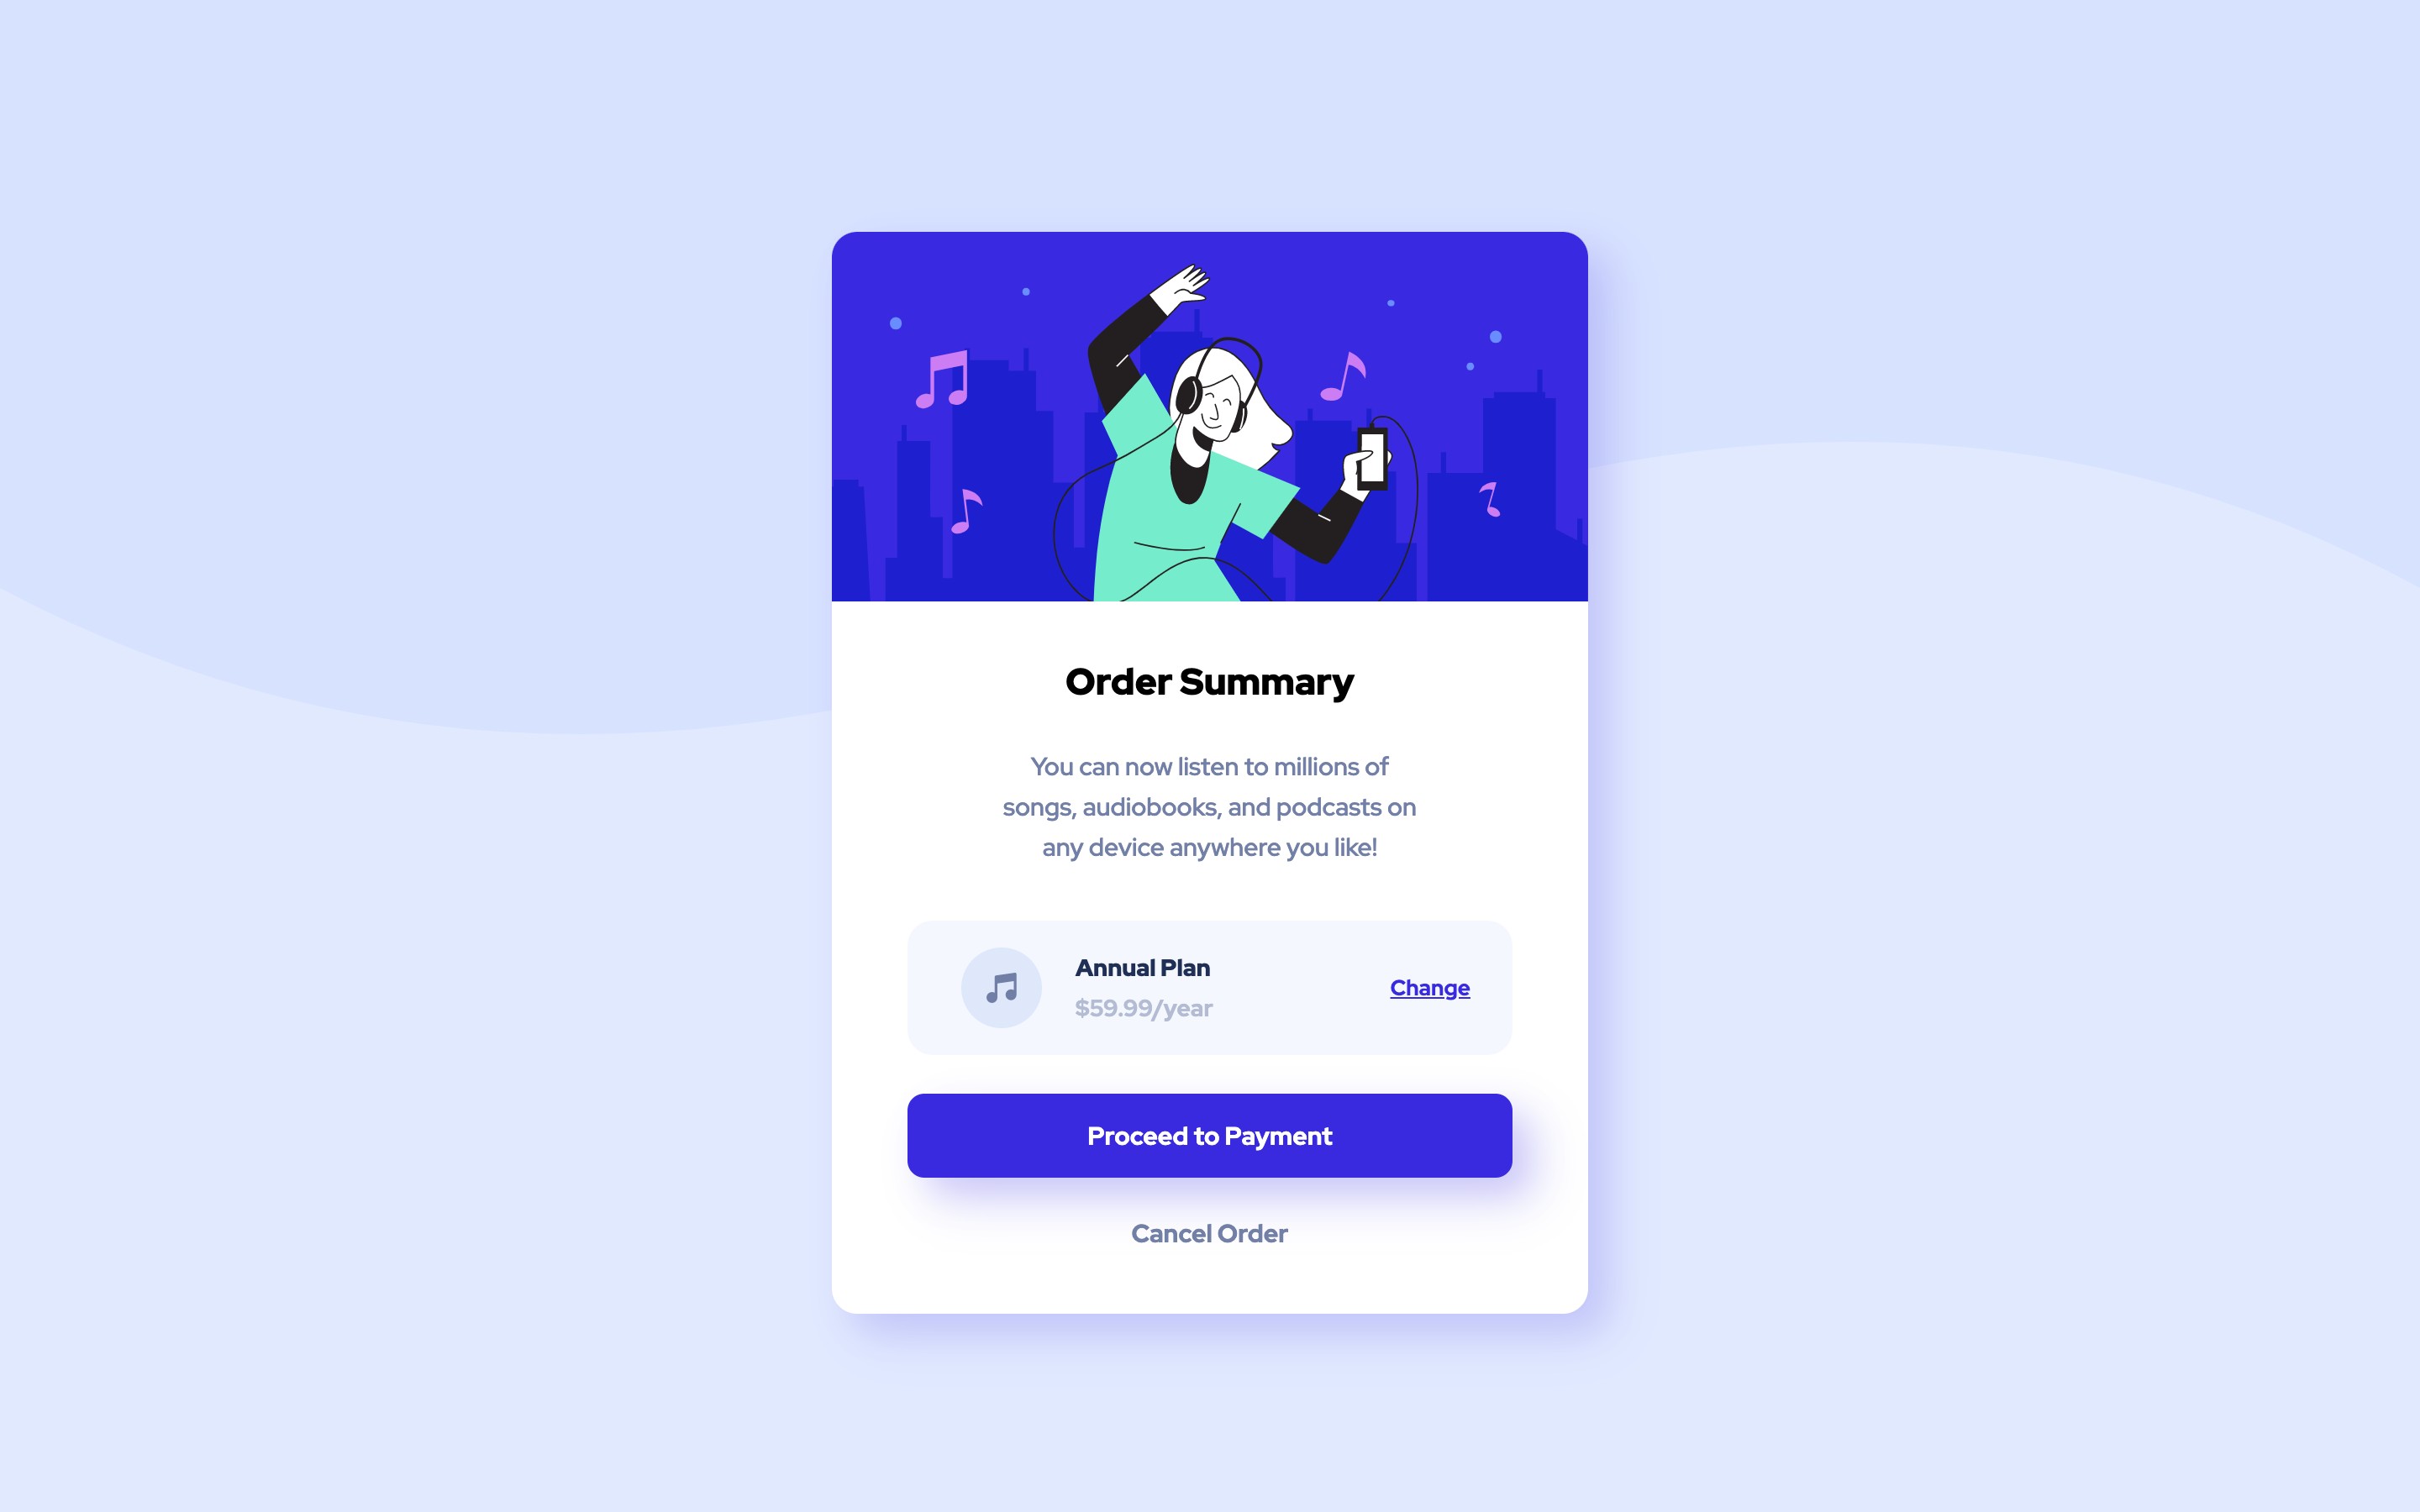 Order Summary
You can now listen to millions of
songs, audiobooks, and podcasts on
any device anywhere you like!
Annual Plan
$59.99/year
Change
Proceed to Payment
Cancel Order